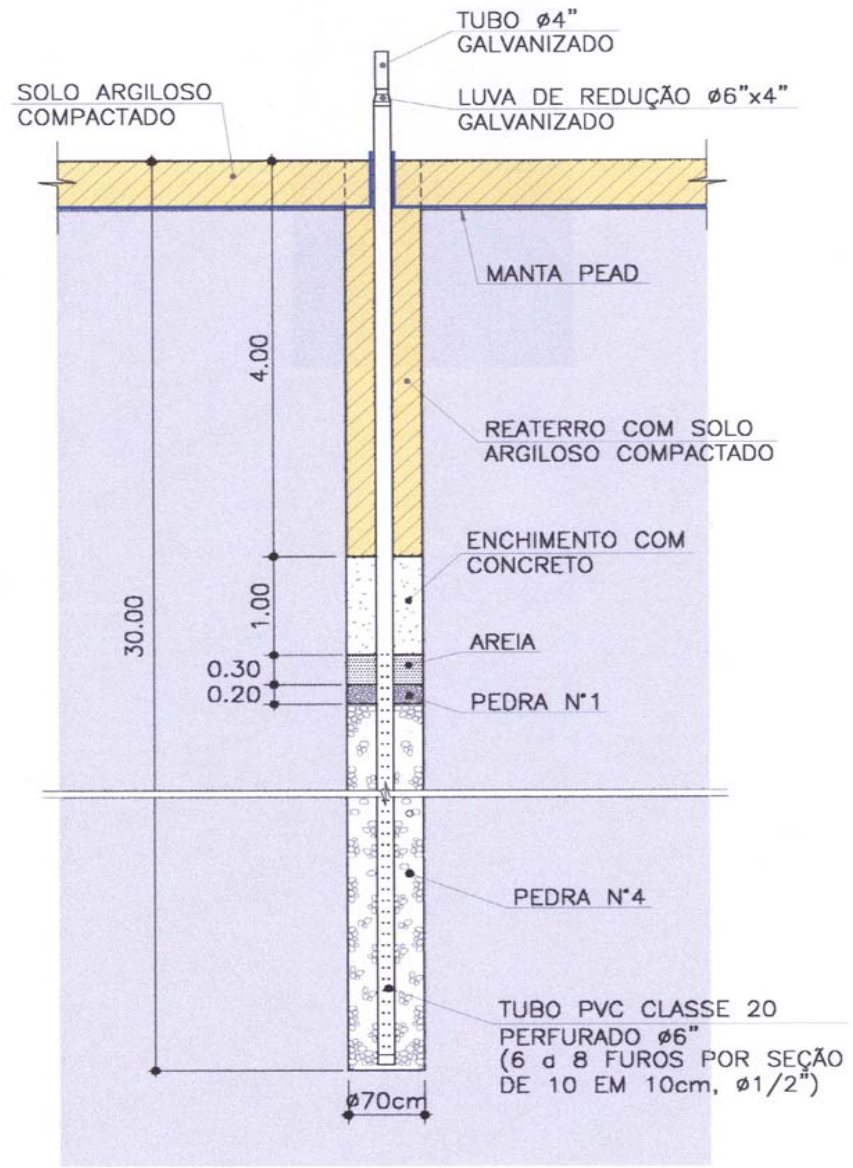 TUBO ø4"
GALVANIZADO
SOLO ARGILOSO
COMPACTADO
LUVA DE REDUÇÃO ø6"x4"
GALVANIZADO
MANTA PEAD
4.00
REATERRO COM SOLO
ARGILOSO COMPACTADO
ENCHIMENTO COM
CONCRETO
30.00
1.00
AREIA
0.30
0.20
PEDRA N°1
PEDRA N°4
TUBO PVC CLASSE 20
PERFURADO ø6"
(6 a 8 FUROS POR SEÇÃO
DE 10 EM 10cm, ø1/2")
ø70cm